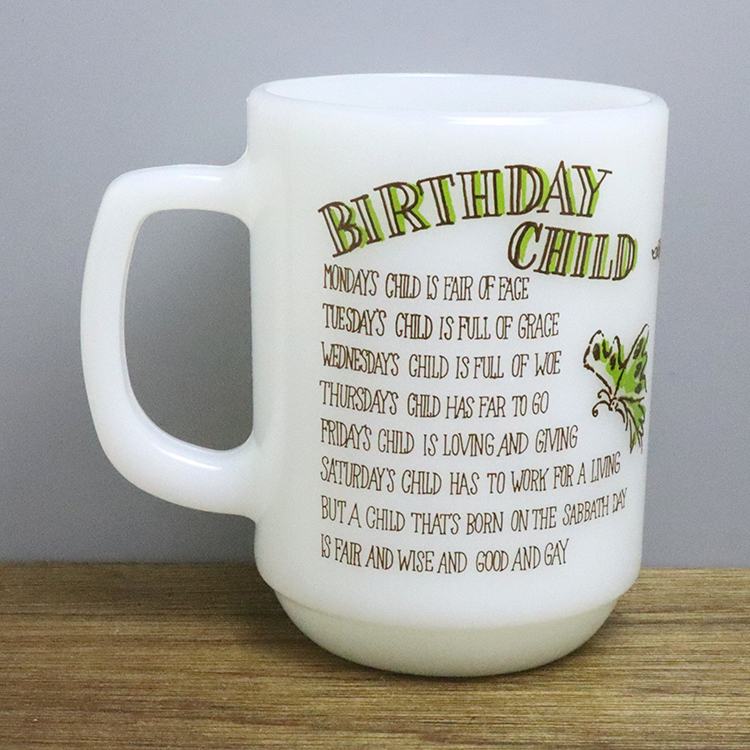 BIRTHDAY
CHILD
MONDAY'S CHILD IS FAIR OF FACE
TUESDAY'S CHILD IS FULL OF GRACE
WEDNESDAY'S CHILD IS FULL OF WOE
THURSDAY'S CHILD HAS FAR TO GO
FRIDAY'S CHILD IS LOVING AND GIVING
SATURDAY'S CHILD HAS TO WORK FOR A LIVING
BUT A CHILD THAT'S BORN ON THE SABBATH DAY
IS FAIR AND WISE AND GOOD AND GAY